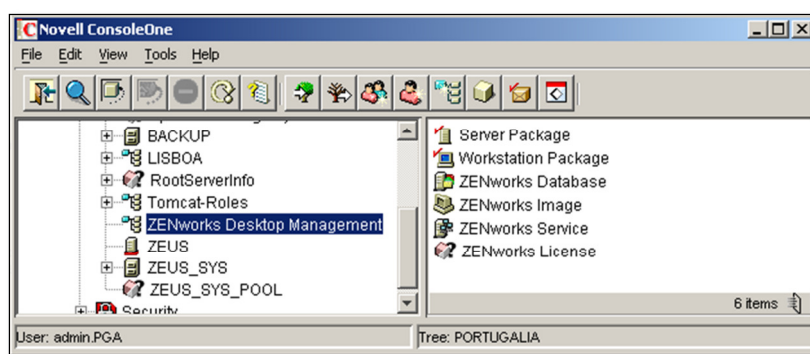 Novell ConsoleOne
File Edit View Tools Help
BACKUP
LISBOA
RootServerInfo
Tomcat-Roles
ZENworks Desktop Management
ZEUS
ZEUS_SYS
ZEUS_SYS_POOL
Security
Server Package
Workstation Package
ZENworks Database
ZENworks Image
ZENworks Service
ZENworks License
6 items
User: admin.PGA
Tree: PORTUGALIA